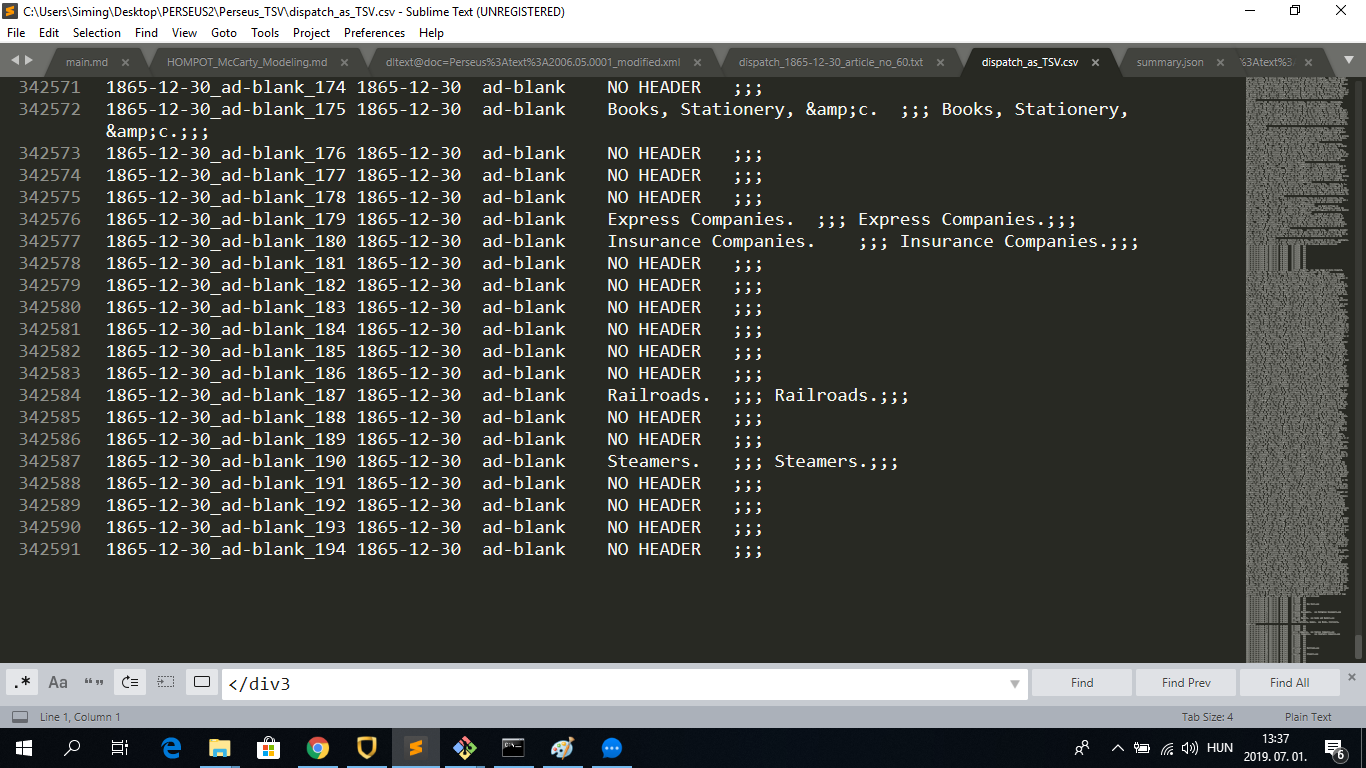 C:\Users\Siming\Desktop\PERSEUS2\Perseus_TSV\dispatch_as_TSV.csv - Sublime Text (UNREGISTERED)
File Edit Selection Find View Goto Tools Project Preferences Help
main.md HOMPOT_McCarty_Modeling.md dltext@doc=Perseus%3Atext%3A2006.05.0001_modified.xml dispatch_1865-12-30_article_no_60.txt dispatch_as_TSV.csv summary.json %3Atext%3
342571 1865-12-30_ad-blank_174 1865-12-30 ad-blank NO HEADER ;;;
342572 1865-12-30_ad-blank_175 1865-12-30 ad-blank Books, Stationery, &amp;c. ;;; Books, Stationery,
&amp;c.;;;
342573 1865-12-30_ad-blank_176 1865-12-30 ad-blank NO HEADER ;;;
342574 1865-12-30_ad-blank_177 1865-12-30 ad-blank NO HEADER ;;;
342575 1865-12-30_ad-blank_178 1865-12-30 ad-blank NO HEADER ;;;
342576 1865-12-30_ad-blank_179 1865-12-30 ad-blank Express Companies. ;;; Express Companies.;;;
342577 1865-12-30_ad-blank_180 1865-12-30 ad-blank Insurance Companies. ;;; Insurance Companies.;;;
342578 1865-12-30_ad-blank_181 1865-12-30 ad-blank NO HEADER ;;;
342579 1865-12-30_ad-blank_182 1865-12-30 ad-blank NO HEADER ;;;
342580 1865-12-30_ad-blank_183 1865-12-30 ad-blank NO HEADER ;;;
342581 1865-12-30_ad-blank_184 1865-12-30 ad-blank NO HEADER ;;;
342582 1865-12-30_ad-blank_185 1865-12-30 ad-blank NO HEADER ;;;
342583 1865-12-30_ad-blank_186 1865-12-30 ad-blank NO HEADER ;;;
342584 1865-12-30_ad-blank_187 1865-12-30 ad-blank Railroads. ;;; Railroads.;;;
342585 1865-12-30_ad-blank_188 1865-12-30 ad-blank NO HEADER ;;;
342586 1865-12-30_ad-blank_189 1865-12-30 ad-blank NO HEADER ;;;
342587 1865-12-30_ad-blank_190 1865-12-30 ad-blank Steamers. ;;; Steamers.;;;
342588 1865-12-30_ad-blank_191 1865-12-30 ad-blank NO HEADER ;;;
342589 1865-12-30_ad-blank_192 1865-12-30 ad-blank NO HEADER ;;;
342590 1865-12-30_ad-blank_193 1865-12-30 ad-blank NO HEADER ;;;
342591 1865-12-30_ad-blank_194 1865-12-30 ad-blank NO HEADER ;;;
.* Aa “” </div3 Find Find Prev Find All
Line 1, Column 1 Tab Size: 4 Plain Text
HUN 13:37
2019. 07. 01. 6